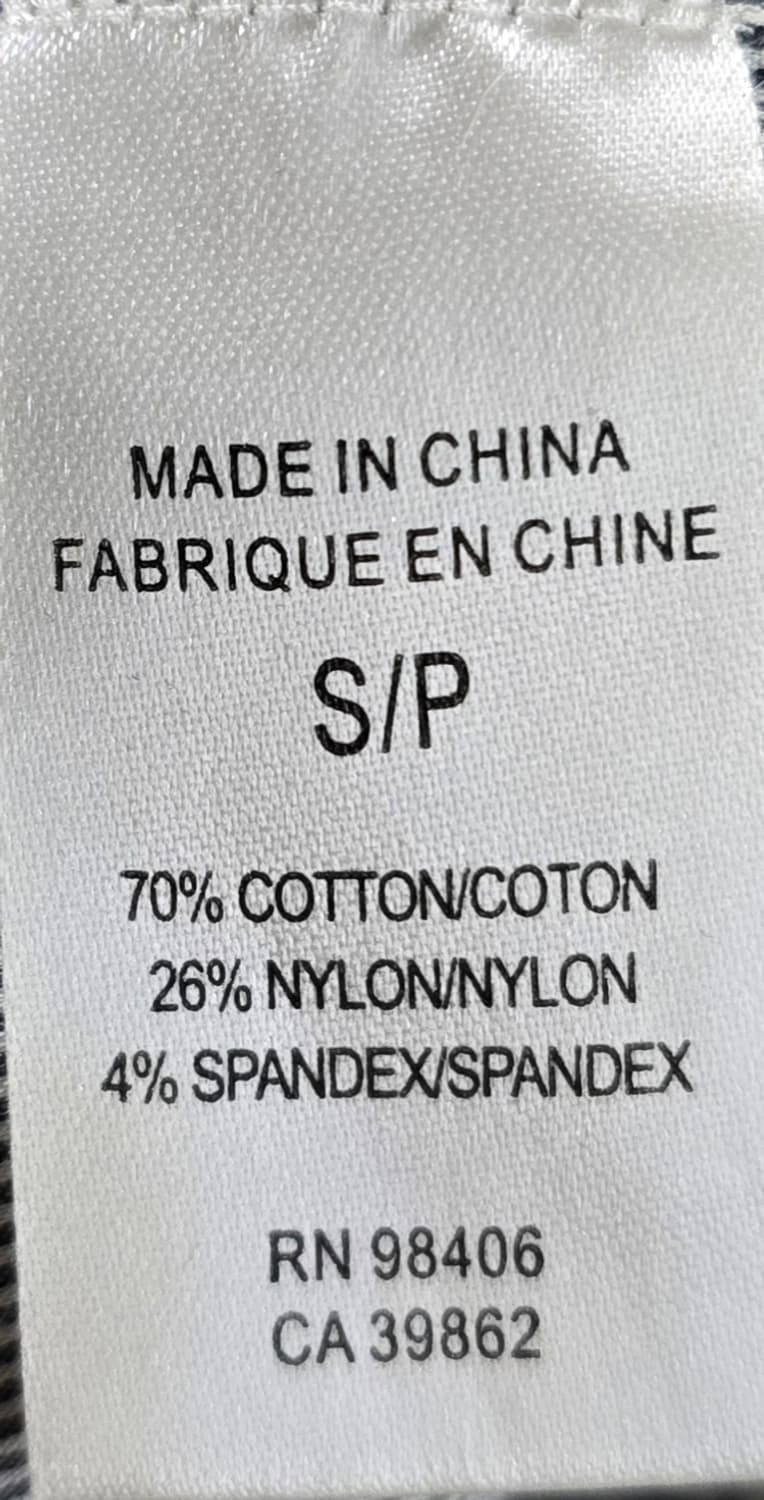 MADE IN CHINA
FABRIQUE EN CHINE
S/P
70% COTTON/COTON
26% NYLON/NYLON
4% SPANDEX/SPANDEX
RN 98406
CA 39862